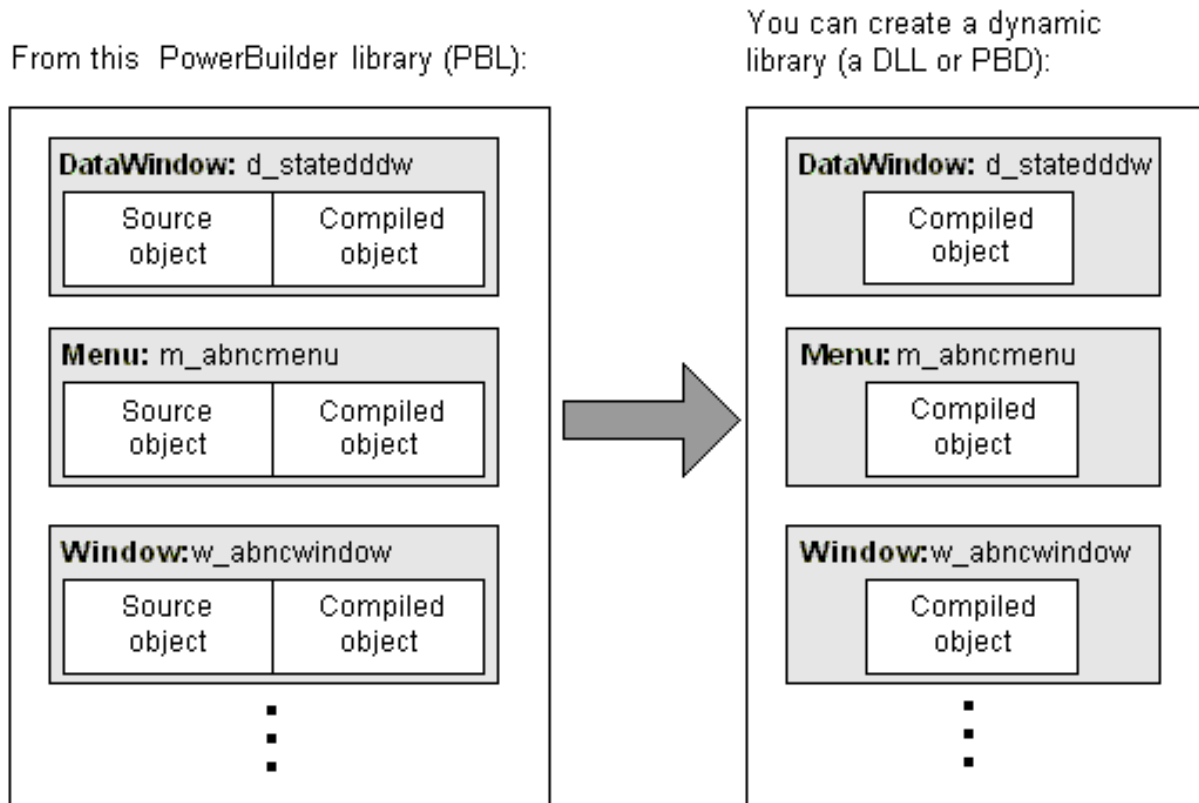 From this PowerBuilder library (PBL):
DataWindow: d_statedddw
Source
object
Compiled
object
Menu: m_abncmenu
Source
object
Compiled
object
Window:w_abncwindow
Source
object
Compiled
object
You can create a dynamic
library (a DLL or PBD):
DataWindow: d_statedddw
Compiled
object
Menu: m_abncmenu
Compiled
object
Window:w_abncwindow
Compiled
object